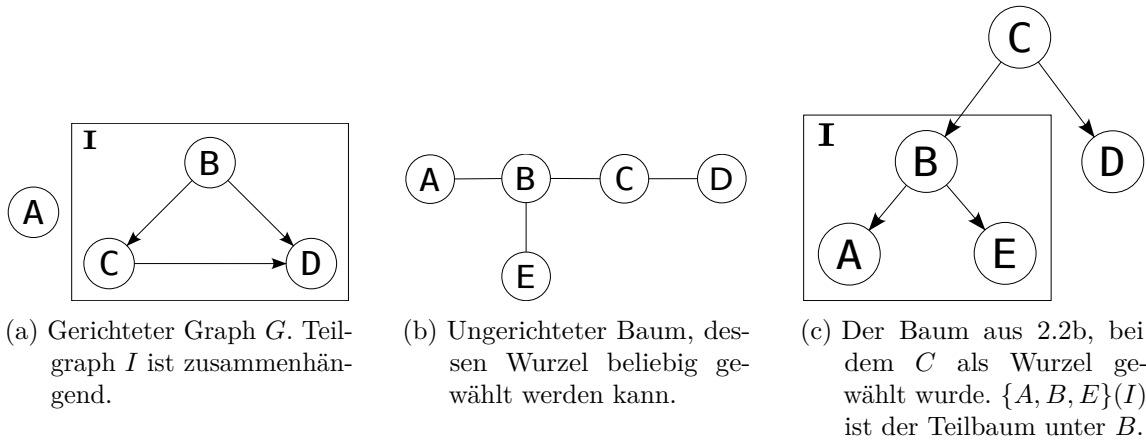 I
B
A
C
D
(a) Gerichteter Graph G. Teil-
graph I ist zusammenhän-
gend.
A
B
C
D
E
(b) Ungerichteter Baum, des-
sen Wurzel beliebig ge-
wählt werden kann.
C
I
B
D
A
E
(c) Der Baum aus 2.2b, bei
dem C als Wurzel ge-
wählt wurde. {A, B, E}(I)
ist der Teilbaum unter B.